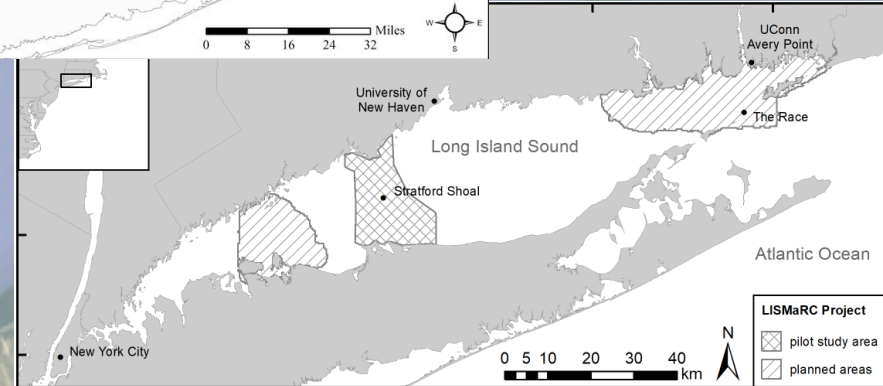 Miles
0 8 16 24 32
W E
S
UConn
Avery Point
University of
New Haven
The Race
Long Island Sound
Stratford Shoal
Atlantic Ocean
LISMaRC Project
pilot study area
planned areas
N
New York City
0 5 10 20 30 40
km